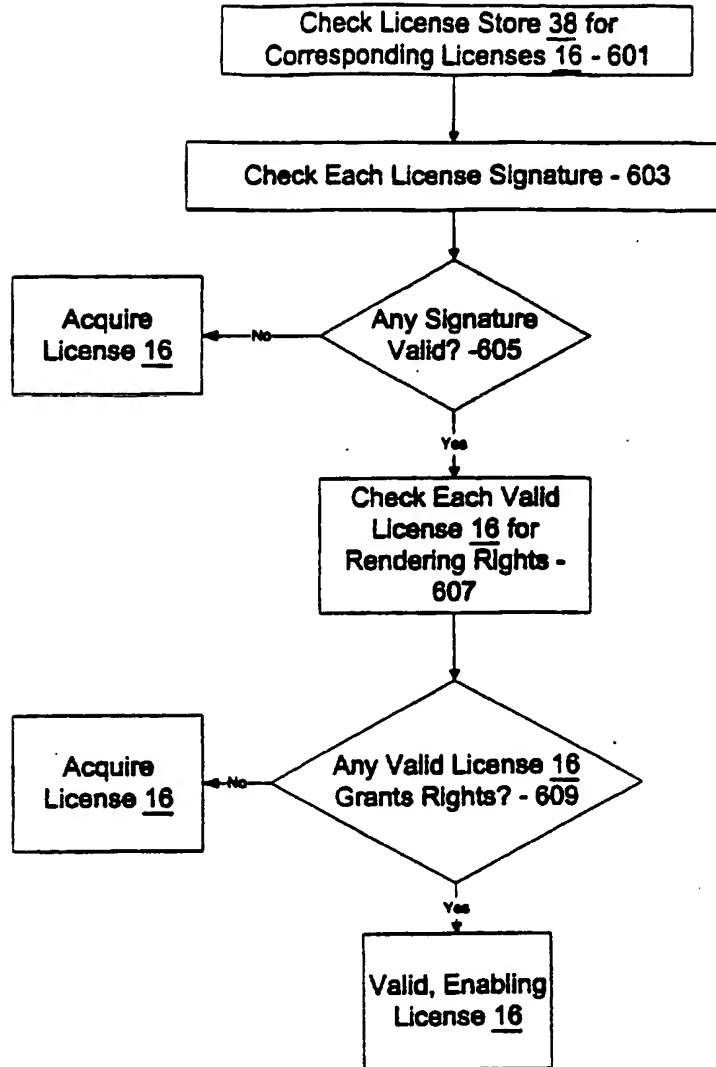 Check License Store 38 for
Corresponding Licenses 16 - 601
Check Each License Signature - 603
Any Signature
Valid? -605
No
Acquire
License 16
Yes
Check Each Valid
License 16 for
Rendering Rights -
607
Any Valid License 16
Grants Rights? - 609
No
Acquire
License 16
Yes
Valid, Enabling
License 16